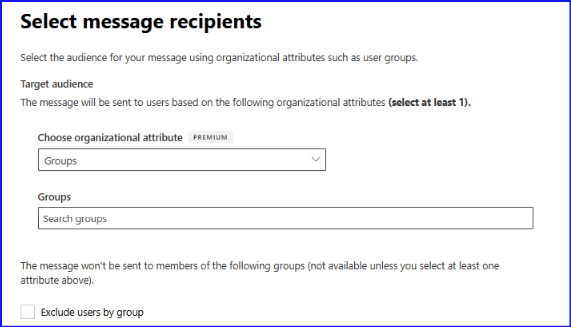 Select message recipients
Select the audience for your message using organizational attributes such as user groups.
Target audience
The message will be sent to users based on the following organizational attributes (select at least 1).
Choose organizational attribute PREMIUM
Groups
Groups
Search groups
The message won't be sent to members of the following groups (not available unless you select at least one
attribute above).
Exclude users by group